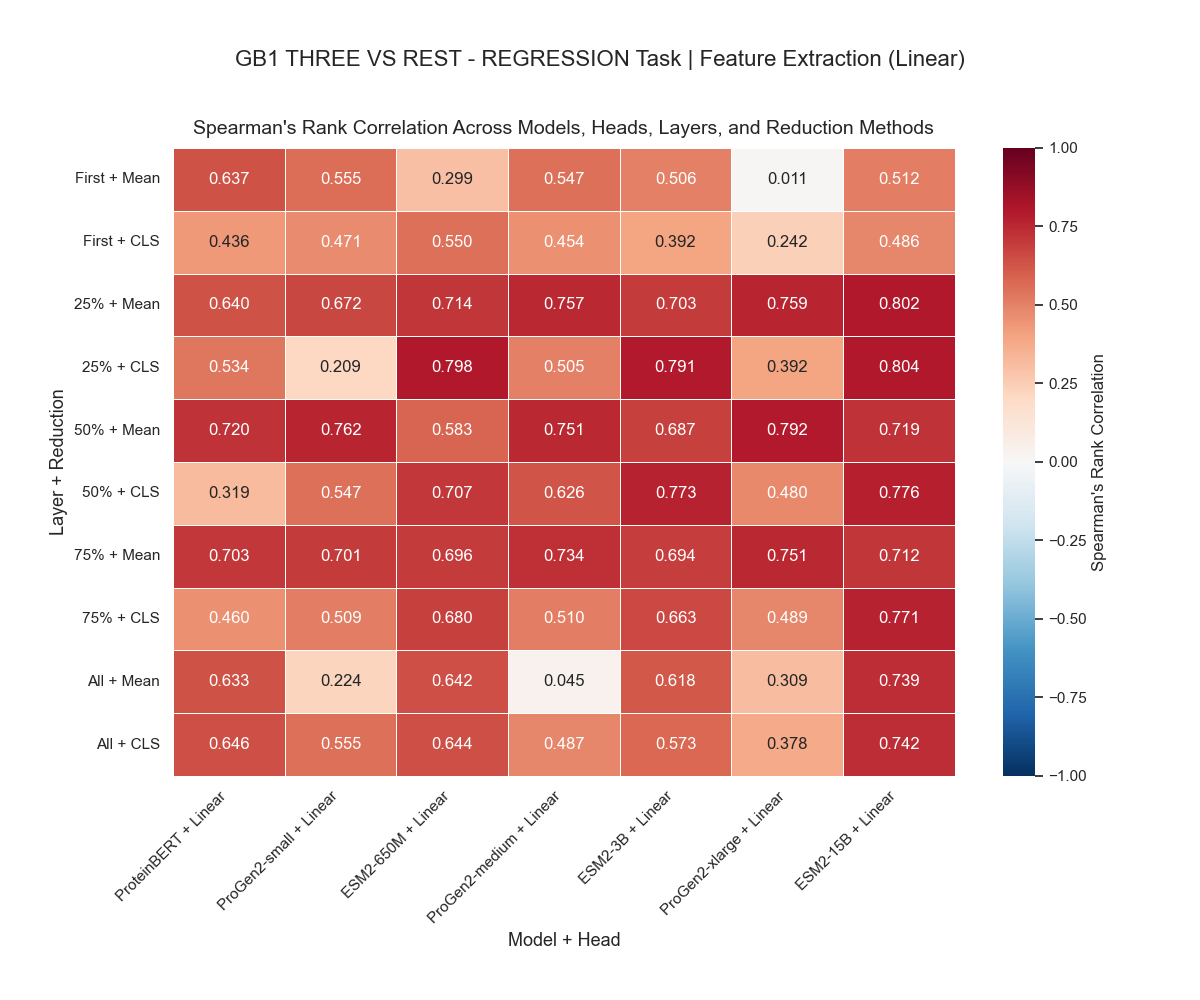 GB1 THREE VS REST - REGRESSION Task | Feature Extraction (Linear)
Spearman's Rank Correlation Across Models, Heads, Layers, and Reduction Methods
Layer + Reduction
First + Mean 0.637 0.555 0.299 0.547 0.506 0.011 0.512
First + CLS 0.436 0.471 0.550 0.454 0.392 0.242 0.486
25% + Mean 0.640 0.672 0.714 0.757 0.703 0.759 0.802
25% + CLS 0.534 0.209 0.798 0.505 0.791 0.392 0.804
50% + Mean 0.720 0.762 0.583 0.751 0.687 0.792 0.719
50% + CLS 0.319 0.547 0.707 0.626 0.773 0.480 0.776
75% + Mean 0.703 0.701 0.696 0.734 0.694 0.751 0.712
75% + CLS 0.460 0.509 0.680 0.510 0.663 0.489 0.771
All + Mean 0.633 0.224 0.642 0.045 0.618 0.309 0.739
All + CLS 0.646 0.555 0.644 0.487 0.573 0.378 0.742
ProteinBERT + Linear
ProGen2-small + Linear
ESM2-650M + Linear
ProGen2-medium + Linear
ESM2-3B + Linear
ProGen2-xlarge + Linear
ESM2-15B + Linear
Model + Head
1.00
0.75
0.50
0.25
0.00
−0.25
−0.50
−0.75
−1.00
Spearman's Rank Correlation